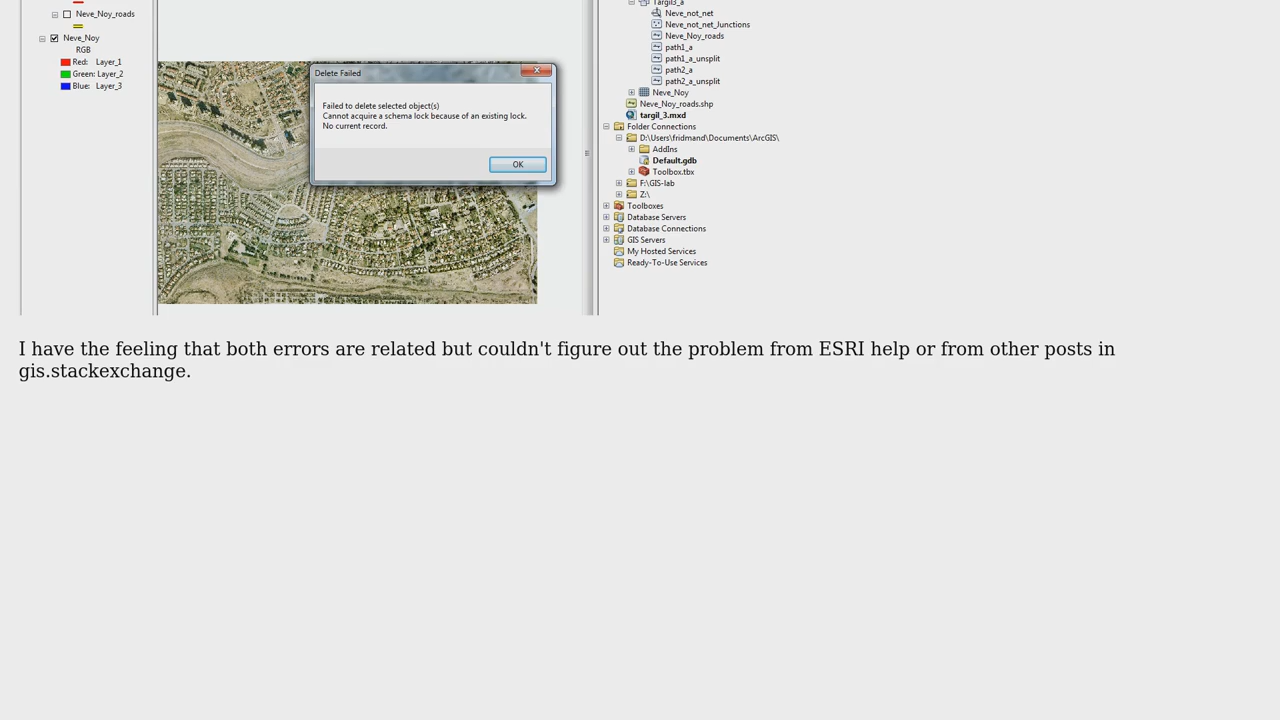 Neve_Noy_roads
Neve_Noy
RGB
Red: Layer_1
Green: Layer_2
Blue: Layer_3
Delete Failed
Failed to delete selected object(s)
Cannot acquire a schema lock because of an existing lock.
No current record.
OK
Targil3_a
Neve_not_net
Neve_not_net_Junctions
Neve_Noy_roads
path1_a
path1_a_unsplit
path2_a
path2_a_unsplit
Neve_Noy
Neve_Noy_roads.shp
targil_3.mxd
Folder Connections
D:\Users\fridmand\Documents\ArcGIS\
AddIns
Default.gdb
Toolbox.tbx
F:\GIS-lab
Z:\
Toolboxes
Database Servers
Database Connections
GIS Servers
My Hosted Services
Ready-To-Use Services
I have the feeling that both errors are related but couldn't figure out the problem from ESRI help or from other posts in
gis.stackexchange.